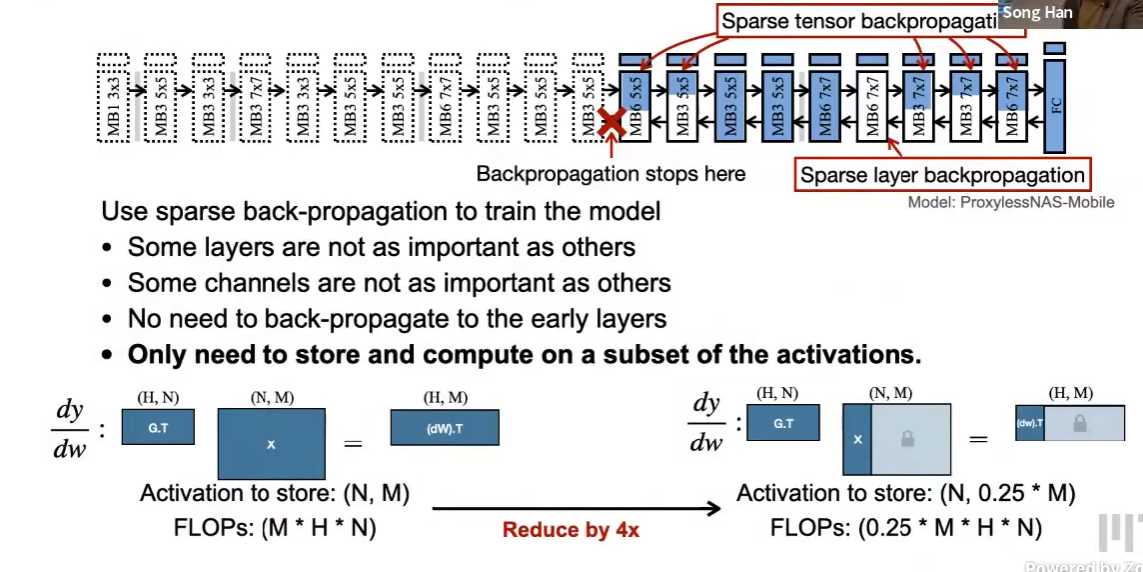 Sparse tensor backpropagati
Song Han
MB1 3x3
MB3 5x5
MB3 3x3
MB3 7x7
MB3 3x3
MB3 5x5
MB3 5x5
MB6 7x7
MB3 5x5
MB3 5x5
MB3 5x5
MB6 5x5
MB3 5x5
MB3 5x5
MB3 5x5
MB6 7x7
MB6 7x7
MB3 7x7
MB3 7x7
MB6 7x7
FC
Backpropagation stops here
Sparse layer backpropagation
Model: ProxylessNAS-Mobile
Use sparse back-propagation to train the model
• Some layers are not as important as others
• Some channels are not as important as others
• No need to back-propagate to the early layers
• Only need to store and compute on a subset of the activations.
dy/dw :
(H, N)
G.T
(N, M)
X
=
(H, M)
(dW).T
Activation to store: (N, M)
FLOPs: (M * H * N)
Reduce by 4x
dy/dw :
(H, N)
G.T
(N, M)
X
=
(H, M)
(dw).T
Activation to store: (N, 0.25 * M)
FLOPs: (0.25 * M * H * N)